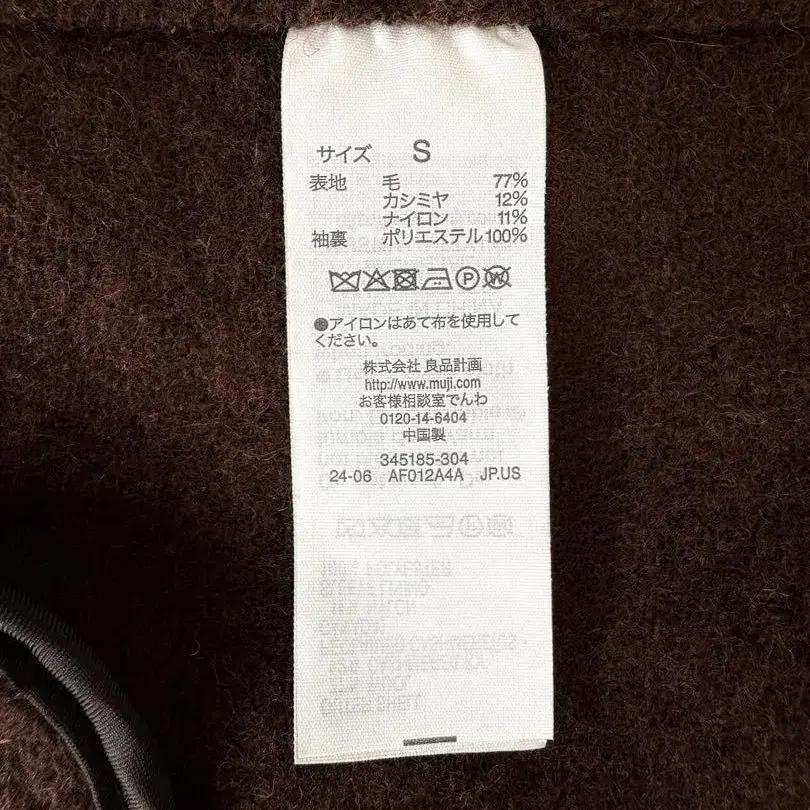 サイズ S
表地 毛 77%
カシミヤ 12%
ナイロン 11%
袖裏 ポリエステル 100%
●アイロンはあて布を使用して
ください。
株式会社 良品計画
http://www.muji.com
お客様相談室でんわ
0120-14-6404
中国製
345185-304
24-06 AF012A4A JP.US